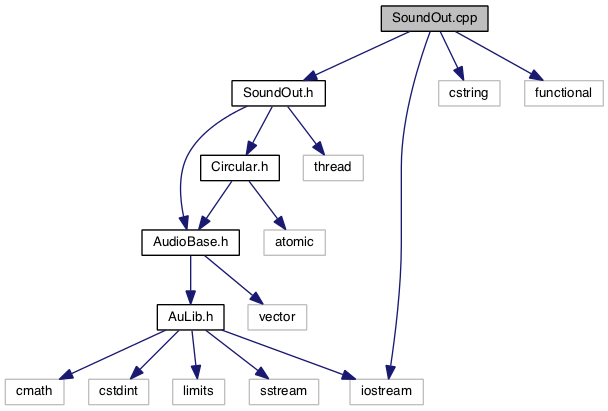 SoundOut.cpp
SoundOut.h
cstring
functional
Circular.h
thread
AudioBase.h
atomic
AuLib.h
vector
cmath
cstdint
limits
sstream
iostream